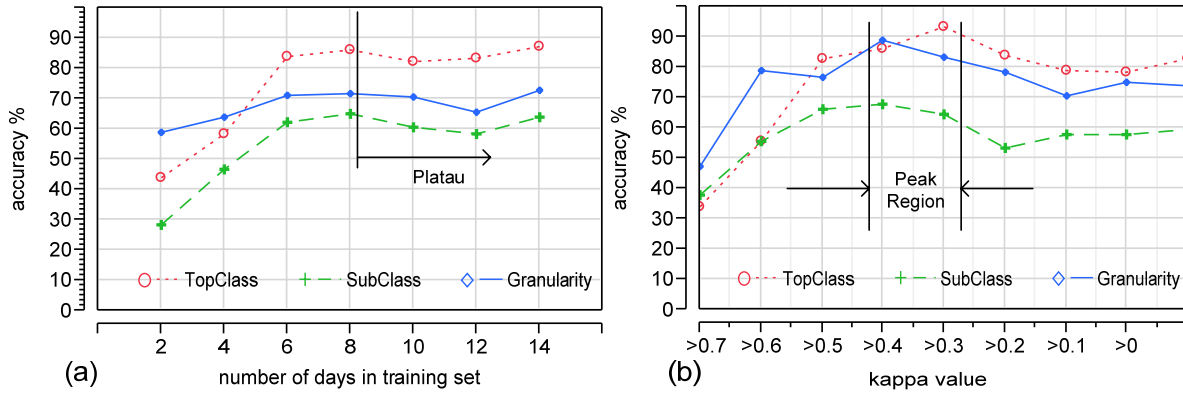 90
80
70
60
50
40
30
20
10
0
accuracy %
Platau
TopClass SubClass Granularity
2 4 6 8 10 12 14
number of days in training set
(a)
90
80
70
60
50
40
30
20
10
0
accuracy %
Peak
Region
TopClass SubClass Granularity
>0.7 >0.6 >0.5 >0.4 >0.3 >0.2 >0.1 >0
kappa value
(b)